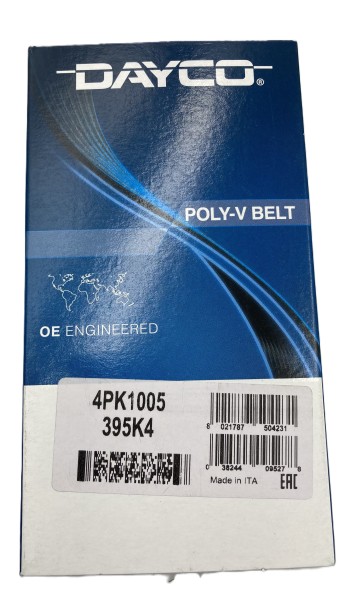 DAYCO®
POLY-V BELT
OE ENGINEERED
4PK1005
395K4
8 021787 504231
0 38244 09527 8
Made in ITA
EAC